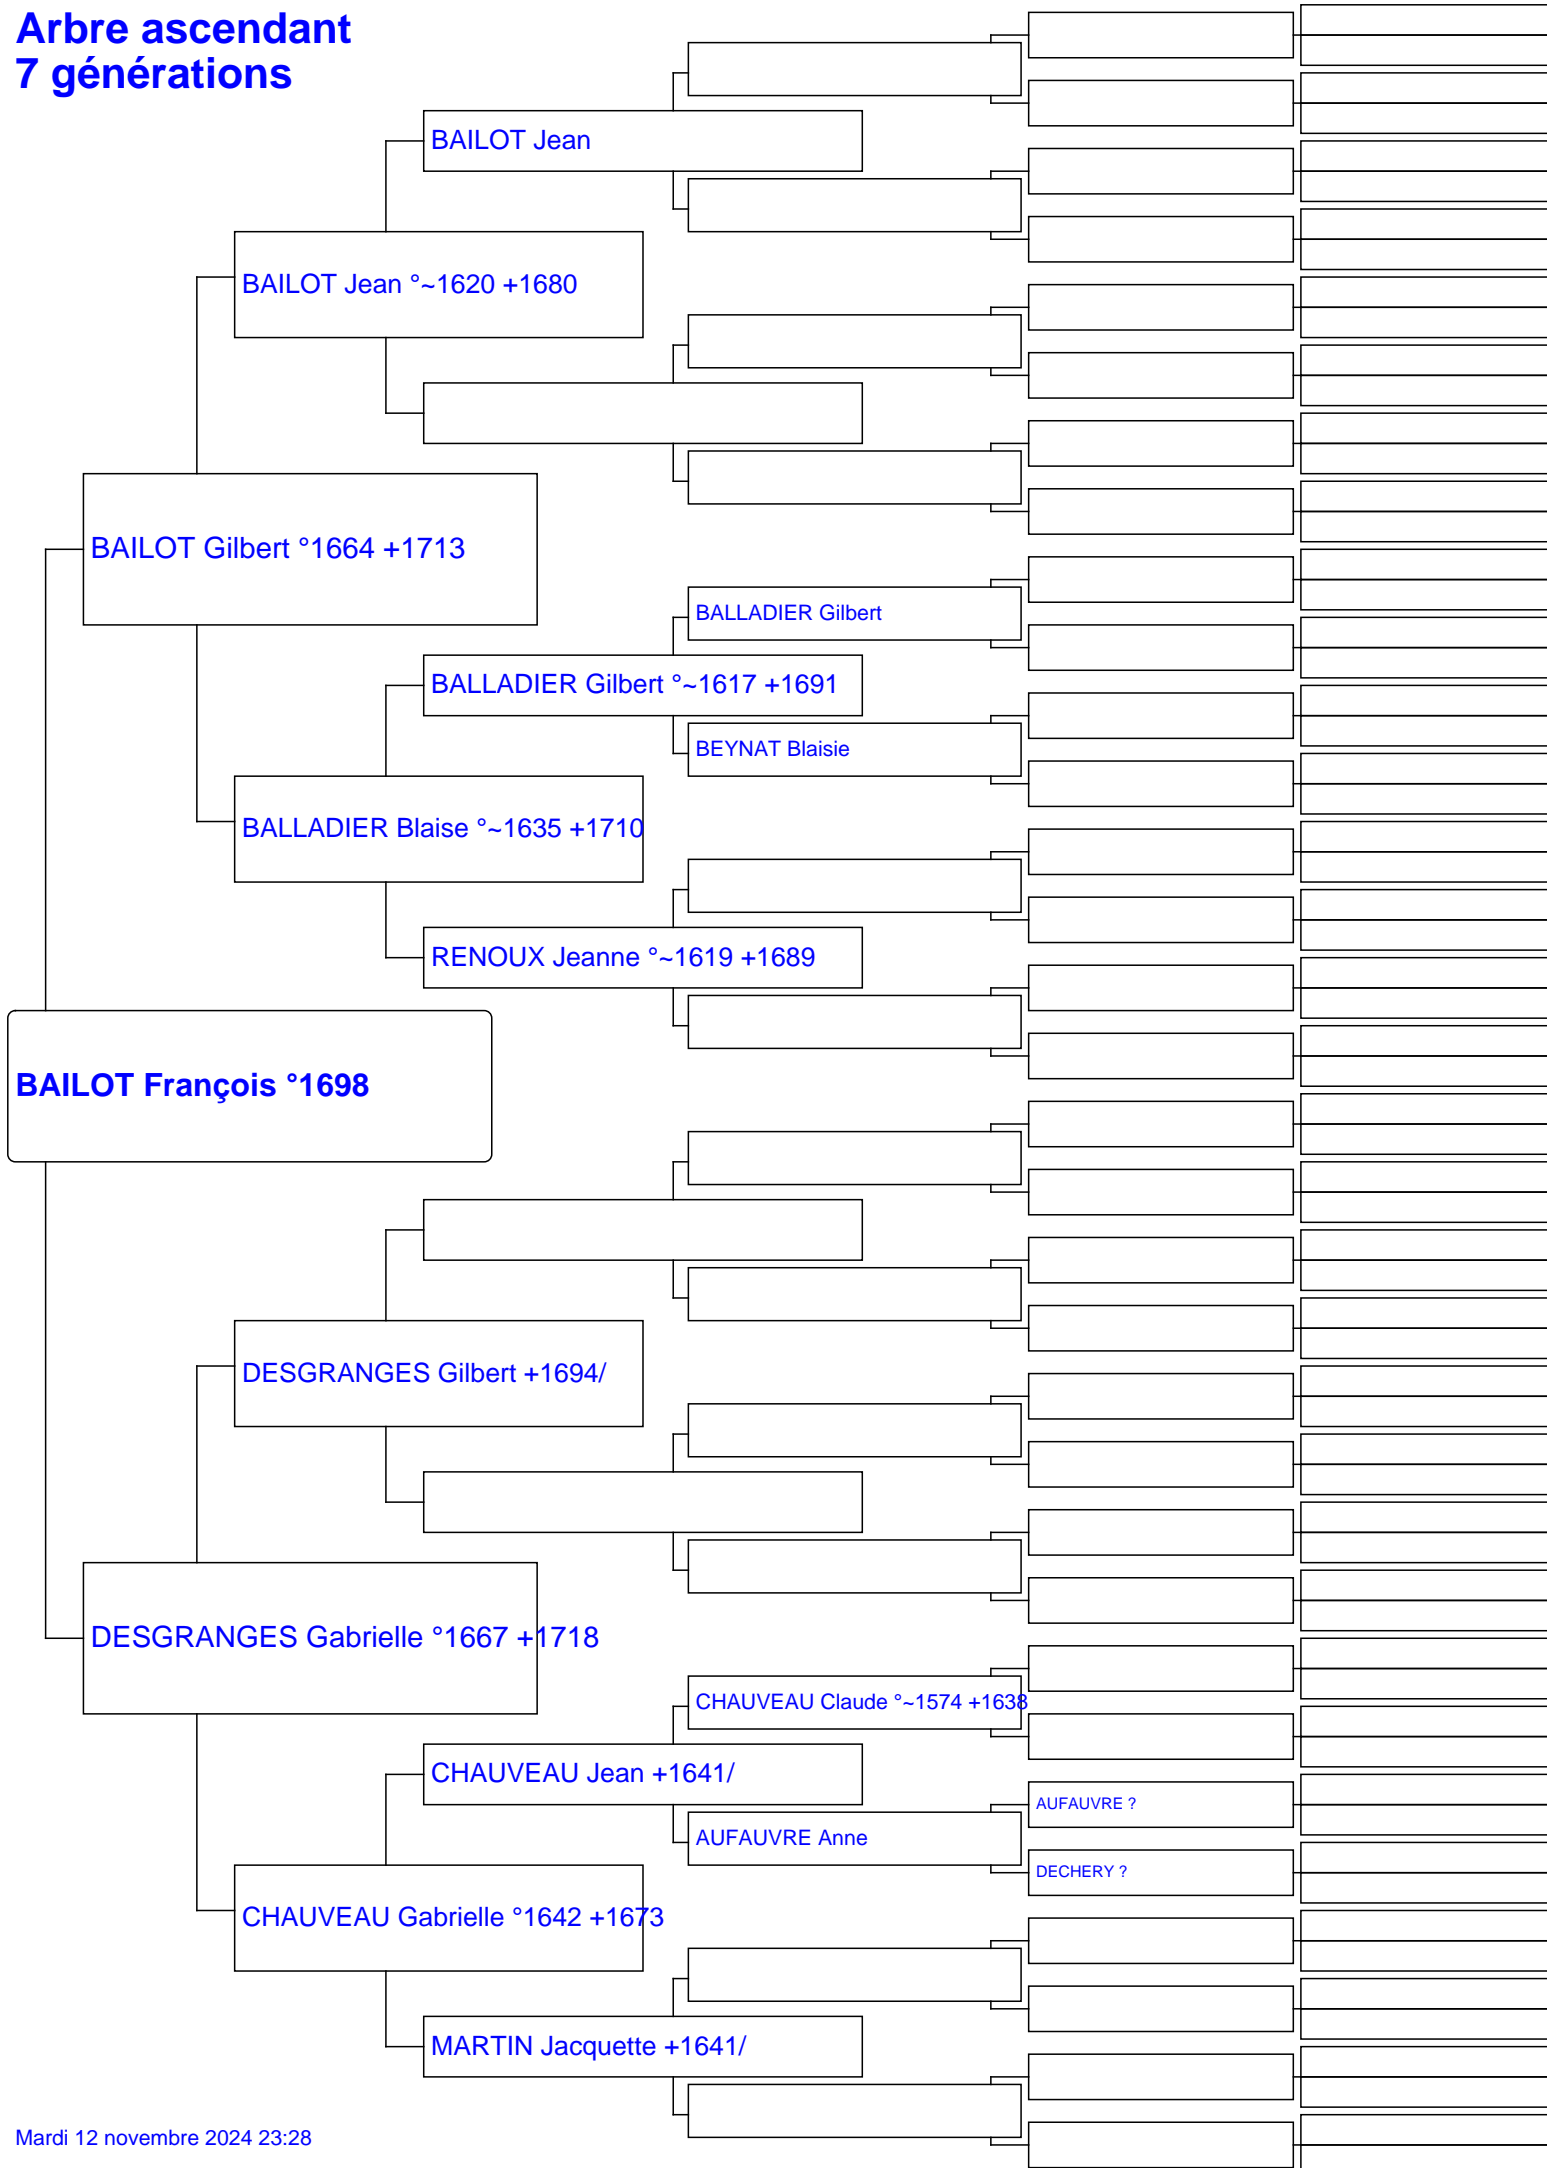 Arbre ascendant
7 générations
BAILOT Jean
BAILOT Jean °~1620 +1680
BAILOT Gilbert °1664 +1713
BALLADIER Gilbert
BALLADIER Gilbert °~1617 +1691
BEYNAT Blaisie
BALLADIER Blaise °~1635 +1710
RENOUX Jeanne °~1619 +1689
BAILOT François °1698
DESGRANGES Gilbert +1694/
DESGRANGES Gabrielle °1667 +1718
CHAUVEAU Claude °~1574 +1638
CHAUVEAU Jean +1641/
AUFAUVRE ?
AUFAUVRE Anne
DECHERY ?
CHAUVEAU Gabrielle °1642 +1673
MARTIN Jacquette +1641/
Mardi 12 novembre 2024 23:28